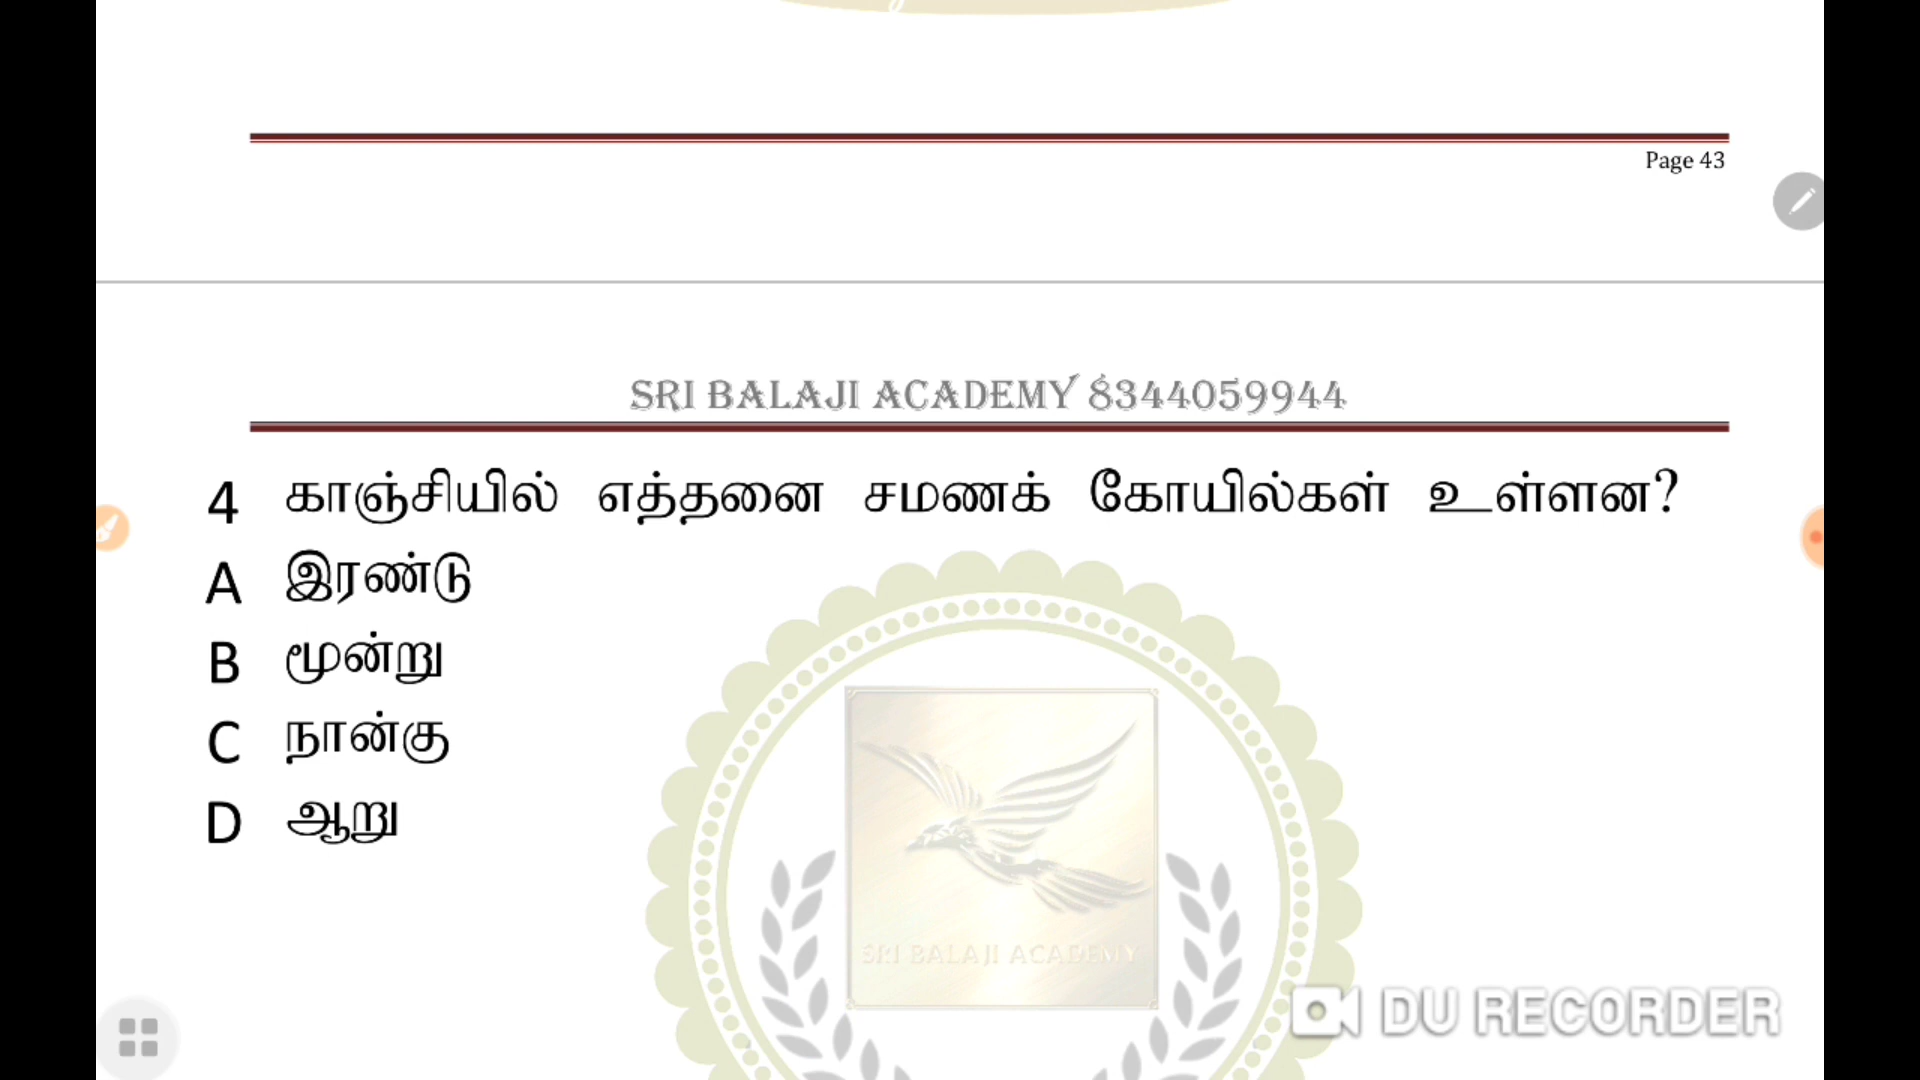 Page 43
SRI BALAJI ACADEMY 8344059944
4 காஞ்சியில் எத்தனை சமணக் கோயில்கள் உள்ளன?
A இரண்டு
B மூன்று
C நான்கு
D ஆறு
SRI BALAJI ACADEMY
DU RECORDER